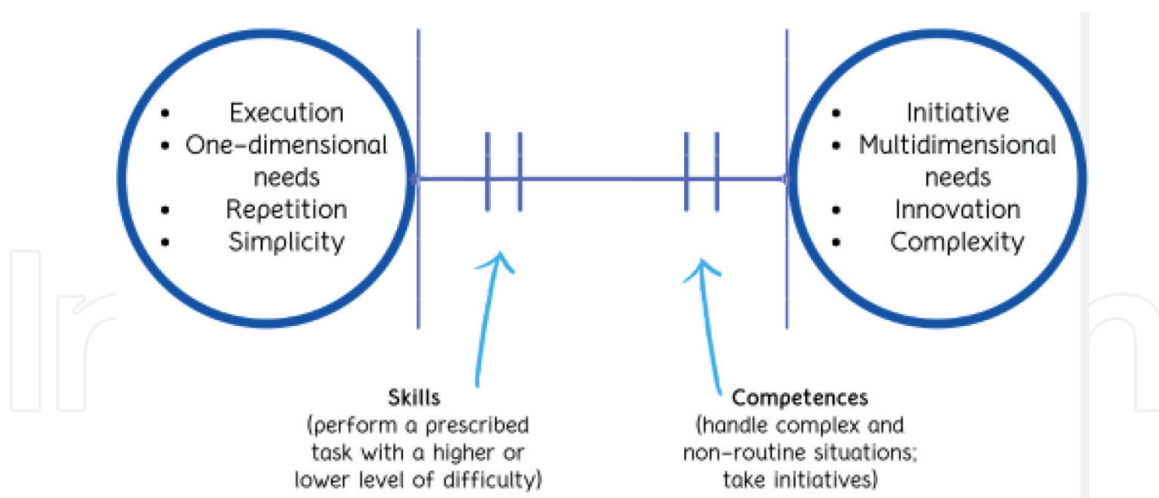 • Execution
• One-dimensional
needs
• Repetition
• Simplicity
• Initiative
• Multidimensional
needs
• Innovation
• Complexity
Skills
(perform a prescribed
task with a higher or
lower level of difficulty)
Competences
(handle complex and
non-routine situations;
take initiatives)